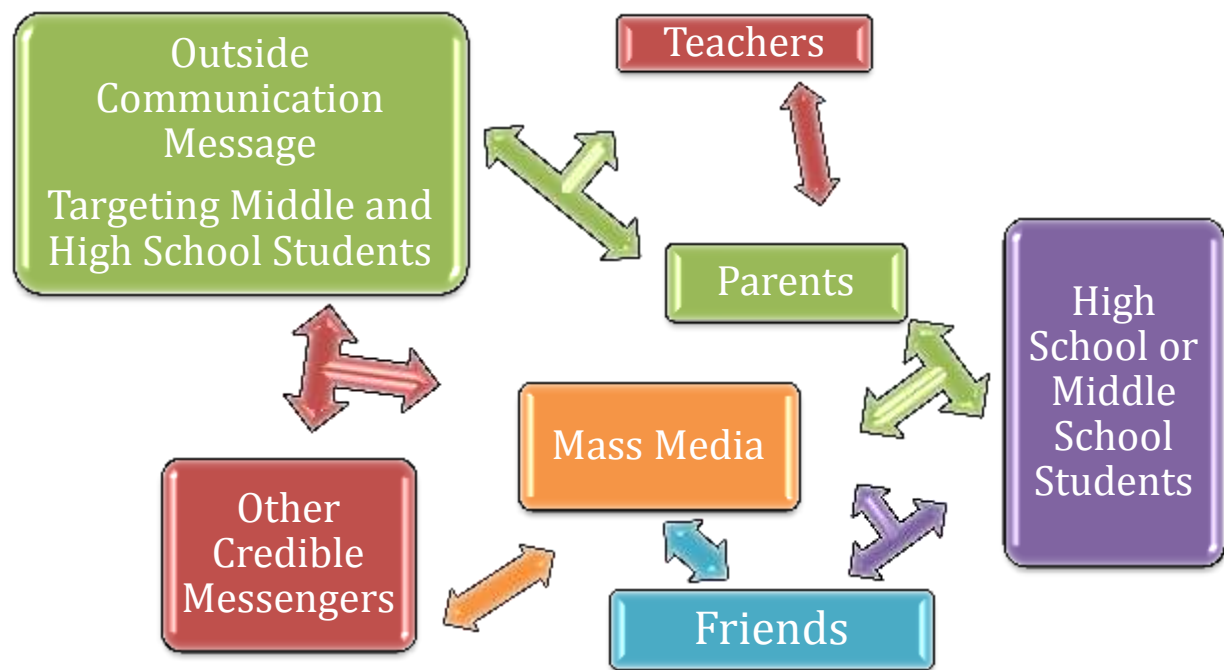 Outside
Communication
Message
Targeting Middle and
High School Students
Teachers
Parents
High
School or
Middle
School
Students
Mass Media
Other
Credible
Messengers
Friends